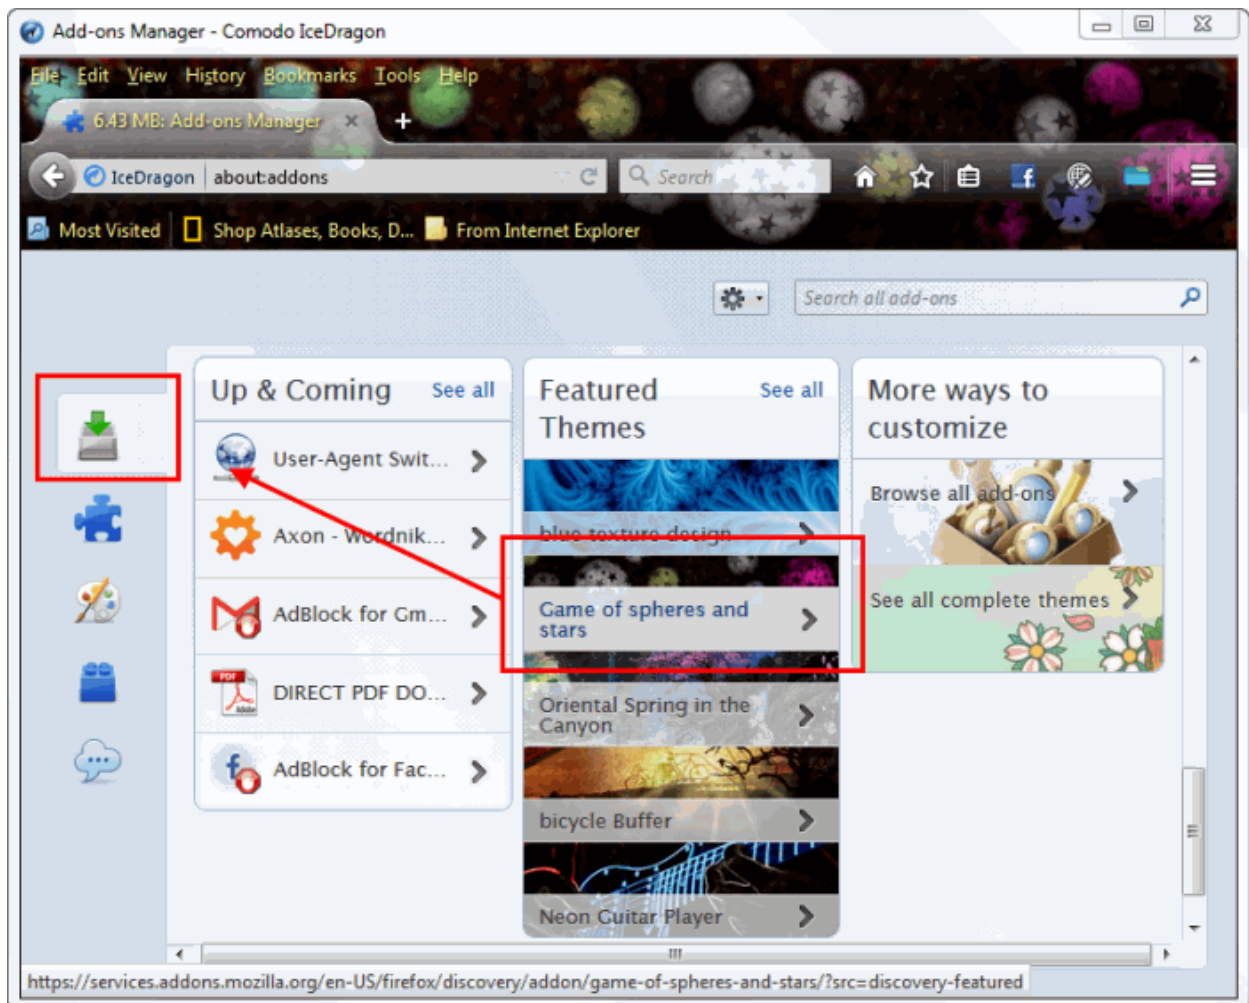 Add-ons Manager - Comodo IceDragon
File Edit View History Bookmarks Tools Help
6.43 MB: Add-ons Manager
IceDragon about:addons Search
Most Visited Shop Atlases, Books, D... From Internet Explorer
Search all add-ons
Up & Coming See all
User-Agent Swit...
Axon - Wordnik...
AdBlock for Gm...
PDF
Adobe
DIRECT PDF DO...
AdBlock for Fac...
Featured
Themes
See all
blue texture design
Game of spheres and
stars
Oriental Spring in the
Canyon
bicycle Buffer
Neon Guitar Player
More ways to
customize
Browse all add-ons
See all complete themes
https://services.addons.mozilla.org/en-US/firefox/discovery/addon/game-of-spheres-and-stars/?src=discovery-featured